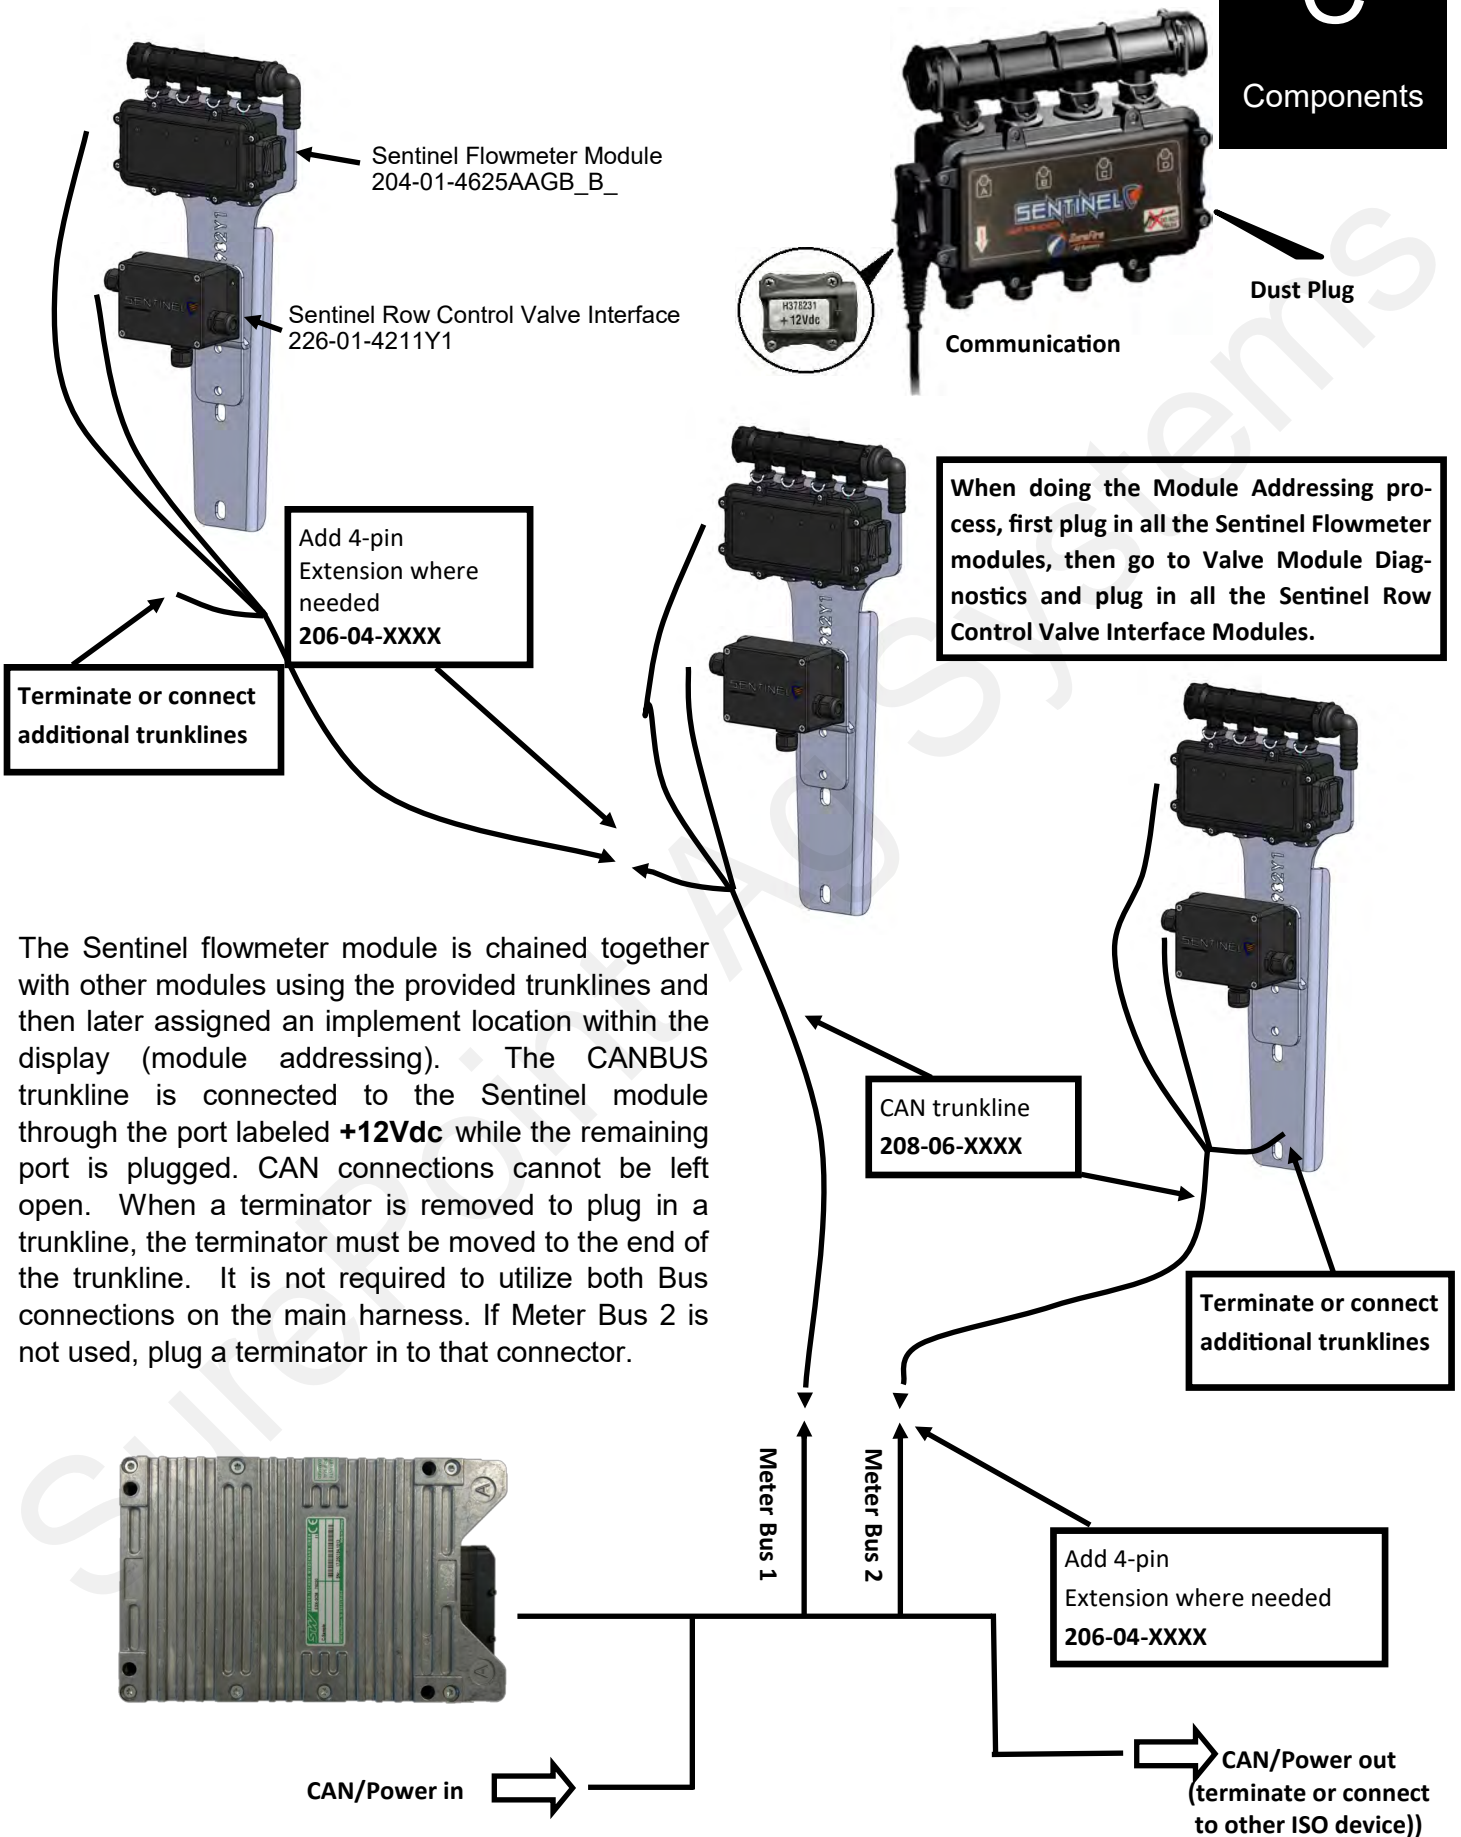 C
Components
Sentinel Flowmeter Module
204-01-4625AAGB_B_
Sentinel Row Control Valve Interface
226-01-4211Y1
SENTINEL
A
B
C
D
SENTINEL
SureFire
H378231
+ 12Vdc
Dust Plug
Communication
When doing the Module Addressing pro-
cess, first plug in all the Sentinel Flowmeter
modules, then go to Valve Module Diag-
nostics and plug in all the Sentinel Row
Control Valve Interface Modules.
Add 4-pin
Extension where
needed
206-04-XXXX
Terminate or connect
additional trunklines
SENTINEL
SENTINEL
The Sentinel flowmeter module is chained together
with other modules using the provided trunklines and
then later assigned an implement location within the
display (module addressing). The CANBUS
trunkline is connected to the Sentinel module
through the port labeled +12Vdc while the remaining
port is plugged. CAN connections cannot be left
open. When a terminator is removed to plug in a
trunkline, the terminator must be moved to the end of
the trunkline. It is not required to utilize both Bus
connections on the main harness. If Meter Bus 2 is
not used, plug a terminator in to that connector.
CAN trunkline
208-06-XXXX
Terminate or connect
additional trunklines
Meter Bus 1
Meter Bus 2
Add 4-pin
Extension where needed
206-04-XXXX
A
A
STW
CAN/Power in
CAN/Power out
(terminate or connect
to other ISO device))
SurePoint Ag Systems